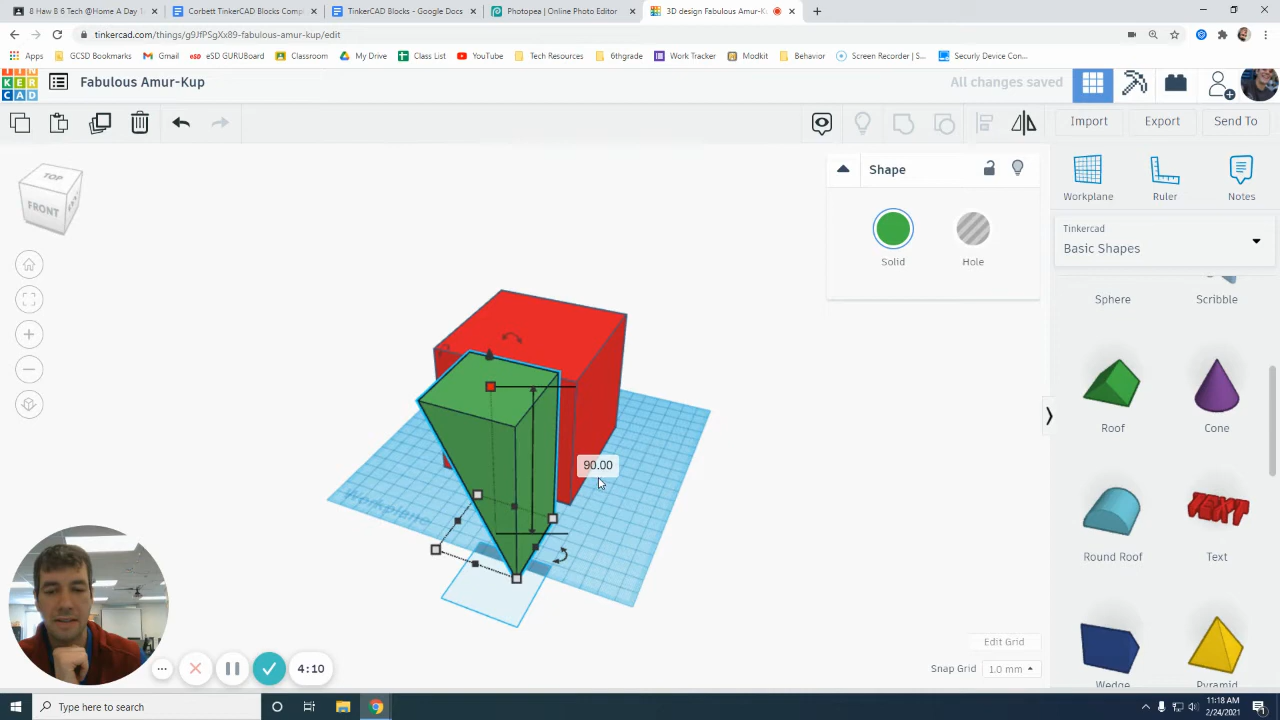 8 Haw B 6 Tech @Home A Day T
Corbett TinkerCAD Blocks Comp
TinkerCAD Blocks - Google Docs
Photopea | Online Photo Editor
3D design Fabulous Amur-Ku
tinkercad.com/things/g9JfPSgXx89-fabulous-amur-kup/edit
Apps
GCSD Bookmarks
Gmail
esD GURUBoard
Classroom
My Drive
Class List
YouTube
Tech Resources
6thgrade
Work Tracker
Modkit
Behavior
Screen Recorder | S...
Securly Device Con...
TIN
KER
CAD
Fabulous Amur-Kup
All changes saved
Import
Export
Send To
TOP
FRONT
Shape
Solid
Hole
Workplane
Ruler
Notes
Tinkercad
Basic Shapes
Sphere
Scribble
Roof
Cone
Round Roof
TEXT
Text
Wedge
Pyramid
90.00
Workplane
Edit Grid
Snap Grid
1.0 mm
4:10
Type here to search
11:18 AM
2/24/2021